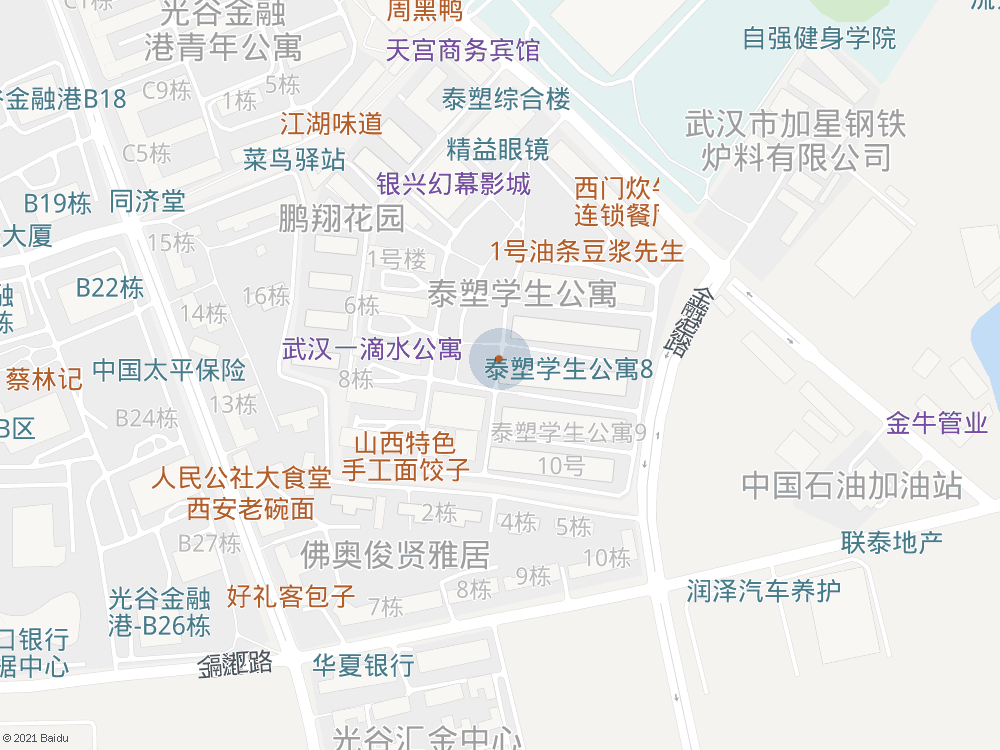 周黑鸭
光谷金融
港青年公寓
自强健身学院
天宫商务宾馆
C9栋
5栋
1栋
泰塑综合楼
金融港B18
江湖味道
武汉市加星钢铁
炉料有限公司
C5栋
菜鸟驿站
精益眼镜
银兴幻幕影城
西门炊
连锁餐
B19栋
同济堂
鹏翔花园
大厦
15栋
1号油条豆浆先生
1号楼
B22栋
16栋
6栋
泰塑学生公寓
融
栋
14栋
金融港路
武汉一滴水公寓
蔡林记
中国太平保险
8栋
泰塑学生公寓8
13栋
B24栋
B区
金牛管业
山西特色
手工面饺子
泰塑学生公寓9
10号
人民公社大食堂
西安老碗面
中国石油加油站
2栋
4栋
5栋
B27栋
佛奥俊贤雅居
10栋
联泰地产
9栋
8栋
光谷金融
港-B26栋
好礼客包子
7栋
润泽汽车养护
口银行
据中心
华夏银行
光谷汇金中心
© 2021 Baidu